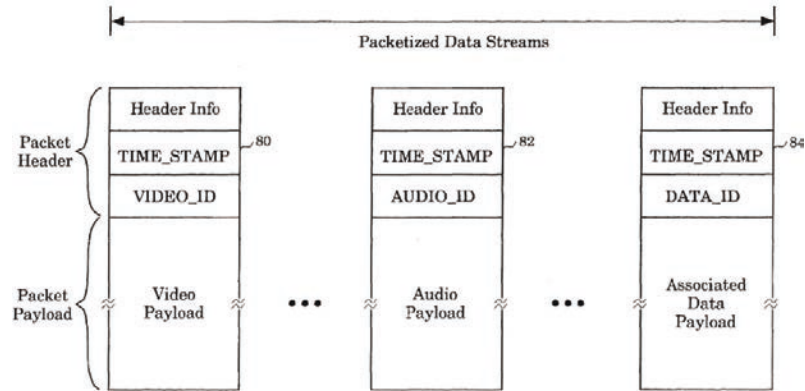 Packetized Data Streams
Packet
Header
Header Info
TIME_STAMP
VIDEO_ID
80
Header Info
TIME_STAMP
AUDIO_ID
82
Header Info
TIME_STAMP
DATA_ID
84
Packet
Payload
Video
Payload
•••
Audio
Payload
•••
Associated
Data
Payload